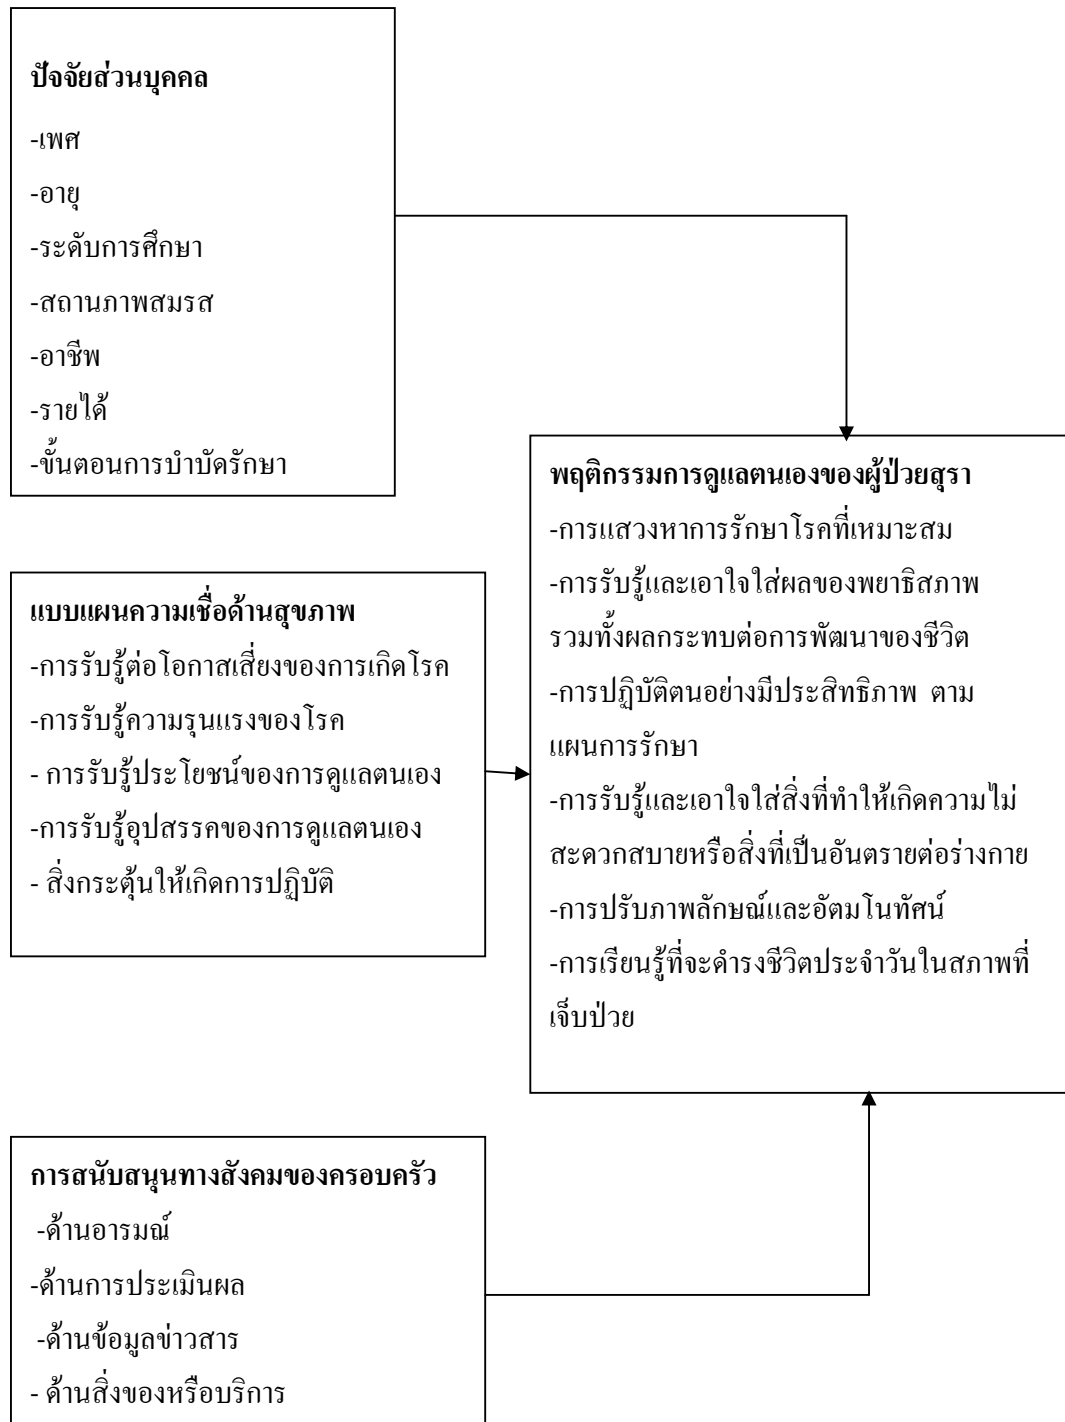 ปัจจัยส่วนบุคคล
-เพศ
-อายุ
-ระดับการศึกษา
-สถานภาพสมรส
-อาชีพ
-รายได้
-ขั้นตอนการบำบัดรักษา
แบบแผนความเชื่อด้านสุขภาพ
-การรับรู้ต่อโอกาสเสี่ยงของการเกิดโรค
-การรับรู้ความรุนแรงของโรค
- การรับรู้ประโยชน์ของการดูแลตนเอง
-การรับรู้อุปสรรคของการดูแลตนเอง
- สิ่งกระตุ้นให้เกิดการปฏิบัติ
การสนับสนุนทางสังคมของครอบครัว
-ด้านอารมณ์
-ด้านการประเมินผล
-ด้านข้อมูลข่าวสาร
- ด้านสิ่งของหรือบริการ
พฤติกรรมการดูแลตนเองของผู้ป่วยสุรา
-การแสวงหาการรักษาโรคที่เหมาะสม
-การรับรู้และเอาใจใส่ผลของพยาธิสภาพ
รวมทั้งผลกระทบต่อการพัฒนาของชีวิต
-การปฏิบัติตนอย่างมีประสิทธิภาพ ตาม
แผนการรักษา
-การรับรู้และเอาใจใส่สิ่งที่ทำให้เกิดความไม่
สะดวกสบายหรือสิ่งที่เป็นอันตรายต่อร่างกาย
-การปรับภาพลักษณ์และอัตมโนทัศน์
-การเรียนรู้ที่จะดำรงชีวิตประจำวันในสภาพที่
เจ็บป่วย